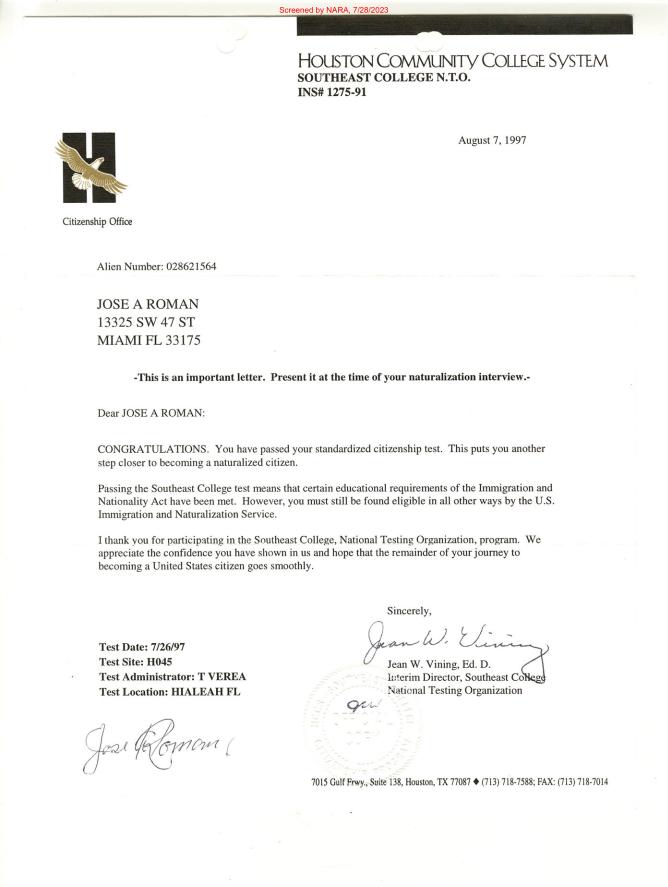 Screened by NARA, 7/28/2023
HOUSTON COMMUNITY COLLEGE SYSTEM
SOUTHEAST COLLEGE N.T.O.
INS# 1275-91
August 7, 1997
H
Citizenship Office
Alien Number: 028621564
JOSE A ROMAN
13325 SW 47 ST
MIAMI FL 33175
-This is an important letter. Present it at the time of your naturalization interview.-
Dear JOSE A ROMAN:
CONGRATULATIONS. You have passed your standardized citizenship test. This puts you another
step closer to becoming a naturalized citizen.
Passing the Southeast College test means that certain educational requirements of the Immigration and
Nationality Act have been met. However, you must still be found eligible in all other ways by the U.S.
Immigration and Naturalization Service.
I thank you for participating in the Southeast College, National Testing Organization, program. We
appreciate the confidence you have shown in us and hope that the remainder of your journey to
becoming a United States citizen goes smoothly.
Sincerely,
Jean W. Vining
Jean W. Vining, Ed. D.
Interim Director, Southeast College
National Testing Organization
Test Date: 7/26/97
Test Site: H045
Test Administrator: T VEREA
Test Location: HIALEAH FL
Jose A Roman
7015 Gulf Frwy., Suite 138, Houston, TX 77087 ♦ (713) 718-7588; FAX: (713) 718-7014